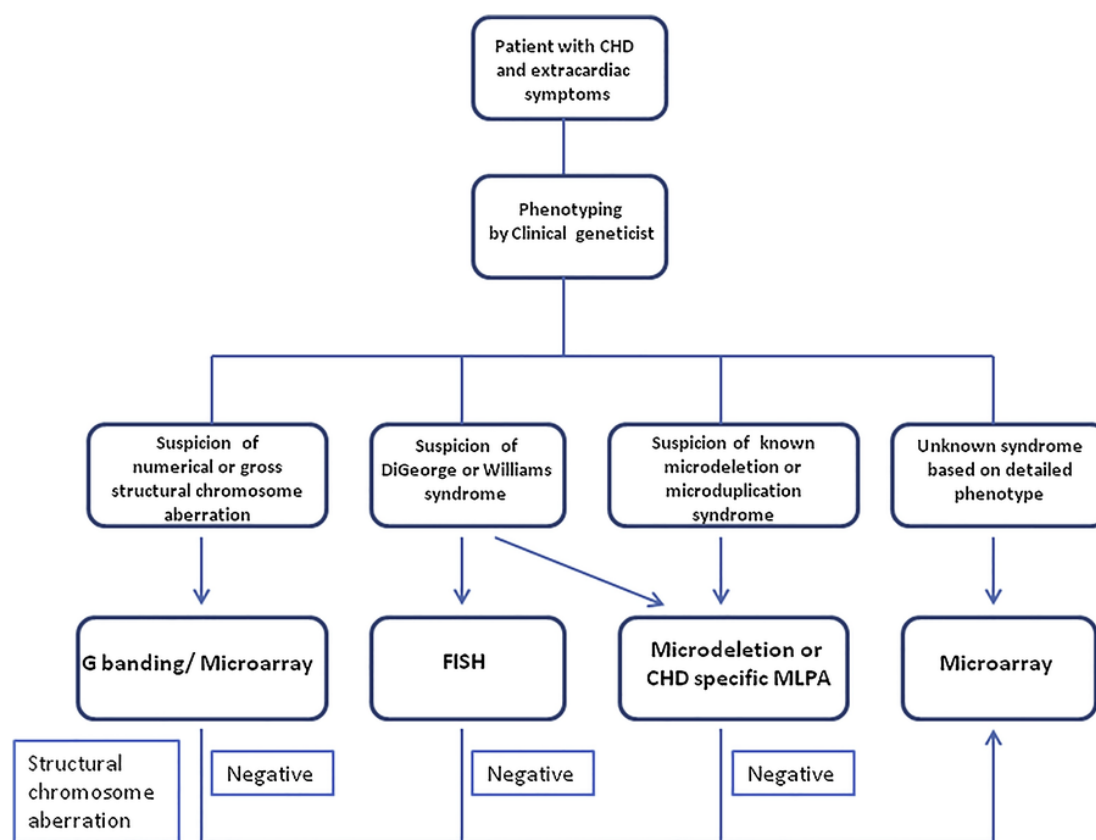 Patient with CHD
and extracardiac
symptoms
Phenotyping
by Clinical geneticist
Suspicion of
numerical or gross
structural chromosome
aberration
Suspicion of
DiGeorge or Williams
syndrome
Suspicion of known
microdeletion or
microduplication
syndrome
Unknown syndrome
based on detailed
phenotype
G banding/ Microarray
FISH
Microdeletion or
CHD specific MLPA
Microarray
Structural
chromosome
aberration
Negative
Negative
Negative